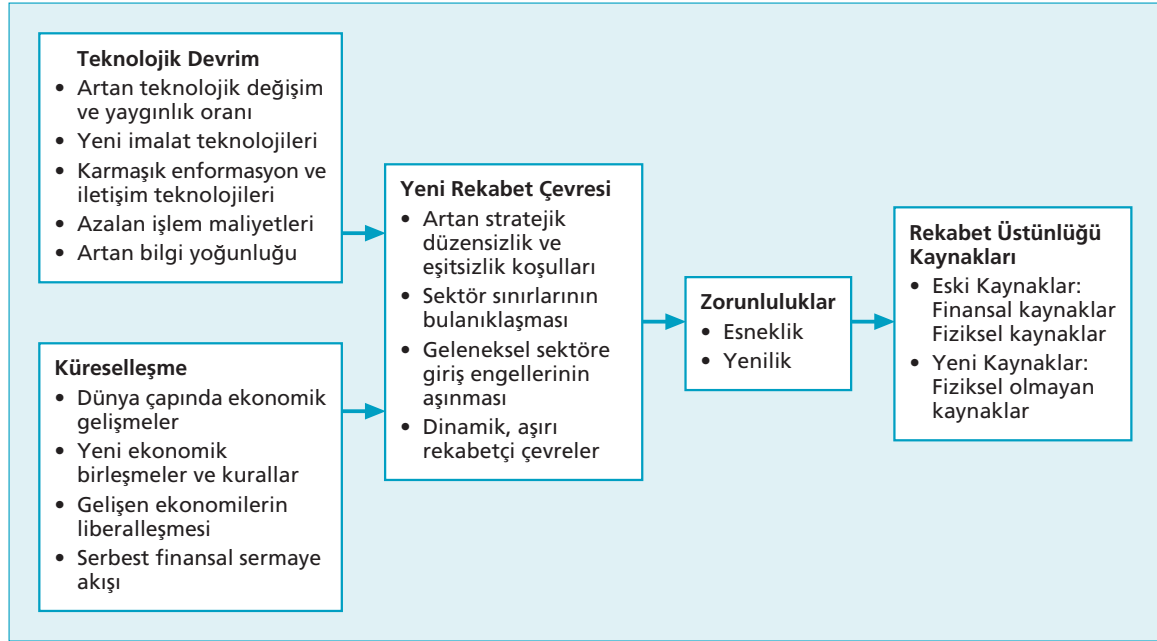 Teknolojik Devrim
• Artan teknolojik değişim
ve yaygınlık oranı
• Yeni imalat teknolojileri
• Karmaşık enformasyon ve
iletişim teknolojileri
• Azalan işlem maliyetleri
• Artan bilgi yoğunluğu
Küreselleşme
• Dünya çapında ekonomik
gelişmeler
• Yeni ekonomik
birleşmeler ve kurallar
• Gelişen ekonomilerin
liberalleşmesi
• Serbest finansal sermaye
akışı
Yeni Rekabet Çevresi
• Artan stratejik
düzensizlik ve
eşitsizlik koşulları
• Sektör sınırlarının
bulanıklaşması
• Geleneksel sektöre
giriş engellerinin
aşınması
• Dinamik, aşırı
rekabetçi çevreler
Zorunluluklar
• Esneklik
• Yenilik
Rekabet Üstünlüğü
Kaynakları
• Eski Kaynaklar:
Finansal kaynaklar
Fiziksel kaynaklar
• Yeni Kaynaklar:
Fiziksel olmayan
kaynaklar